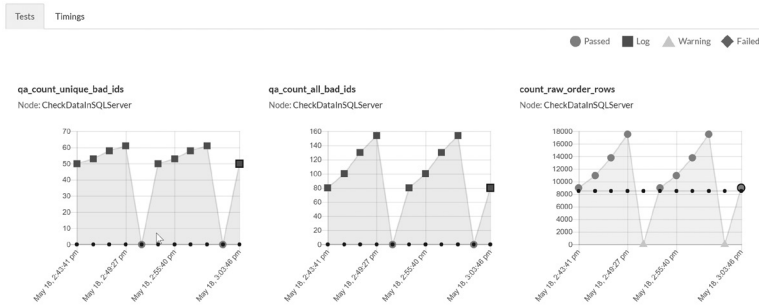 Tests Timings
Passed Log Warning Failed
qa_count_unique_bad_ids
Node: CheckDataInSQLServer
70
60
50
40
30
20
10
0
May 18, 2:43:41 pm
May 18, 2:49:27 pm
May 18, 2:55:40 pm
May 18, 3:03:46 pm
qa_count_all_bad_ids
Node: CheckDataInSQLServer
160
140
120
100
80
60
40
20
0
May 18, 2:43:41 pm
May 18, 2:49:27 pm
May 18, 2:55:40 pm
May 18, 3:03:46 pm
count_raw_order_rows
Node: CheckDataInSQLServer
18000
16000
14000
12000
10000
8000
6000
4000
2000
0
May 18, 2:43:41 pm
May 18, 2:49:27 pm
May 18, 2:55:40 pm
May 18, 3:03:46 pm